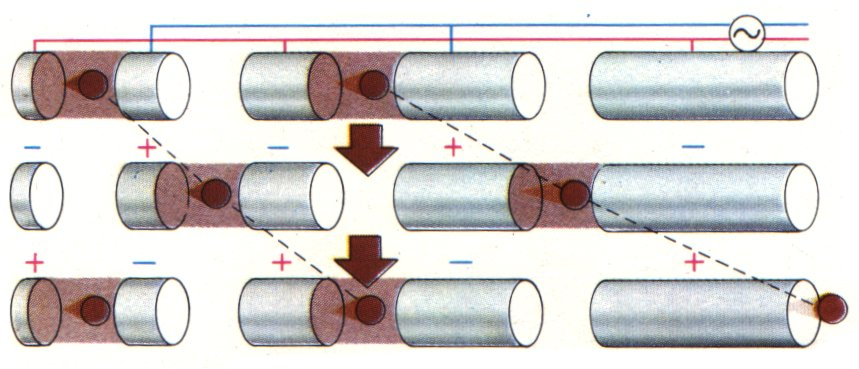 − + − + −
+ − + − +